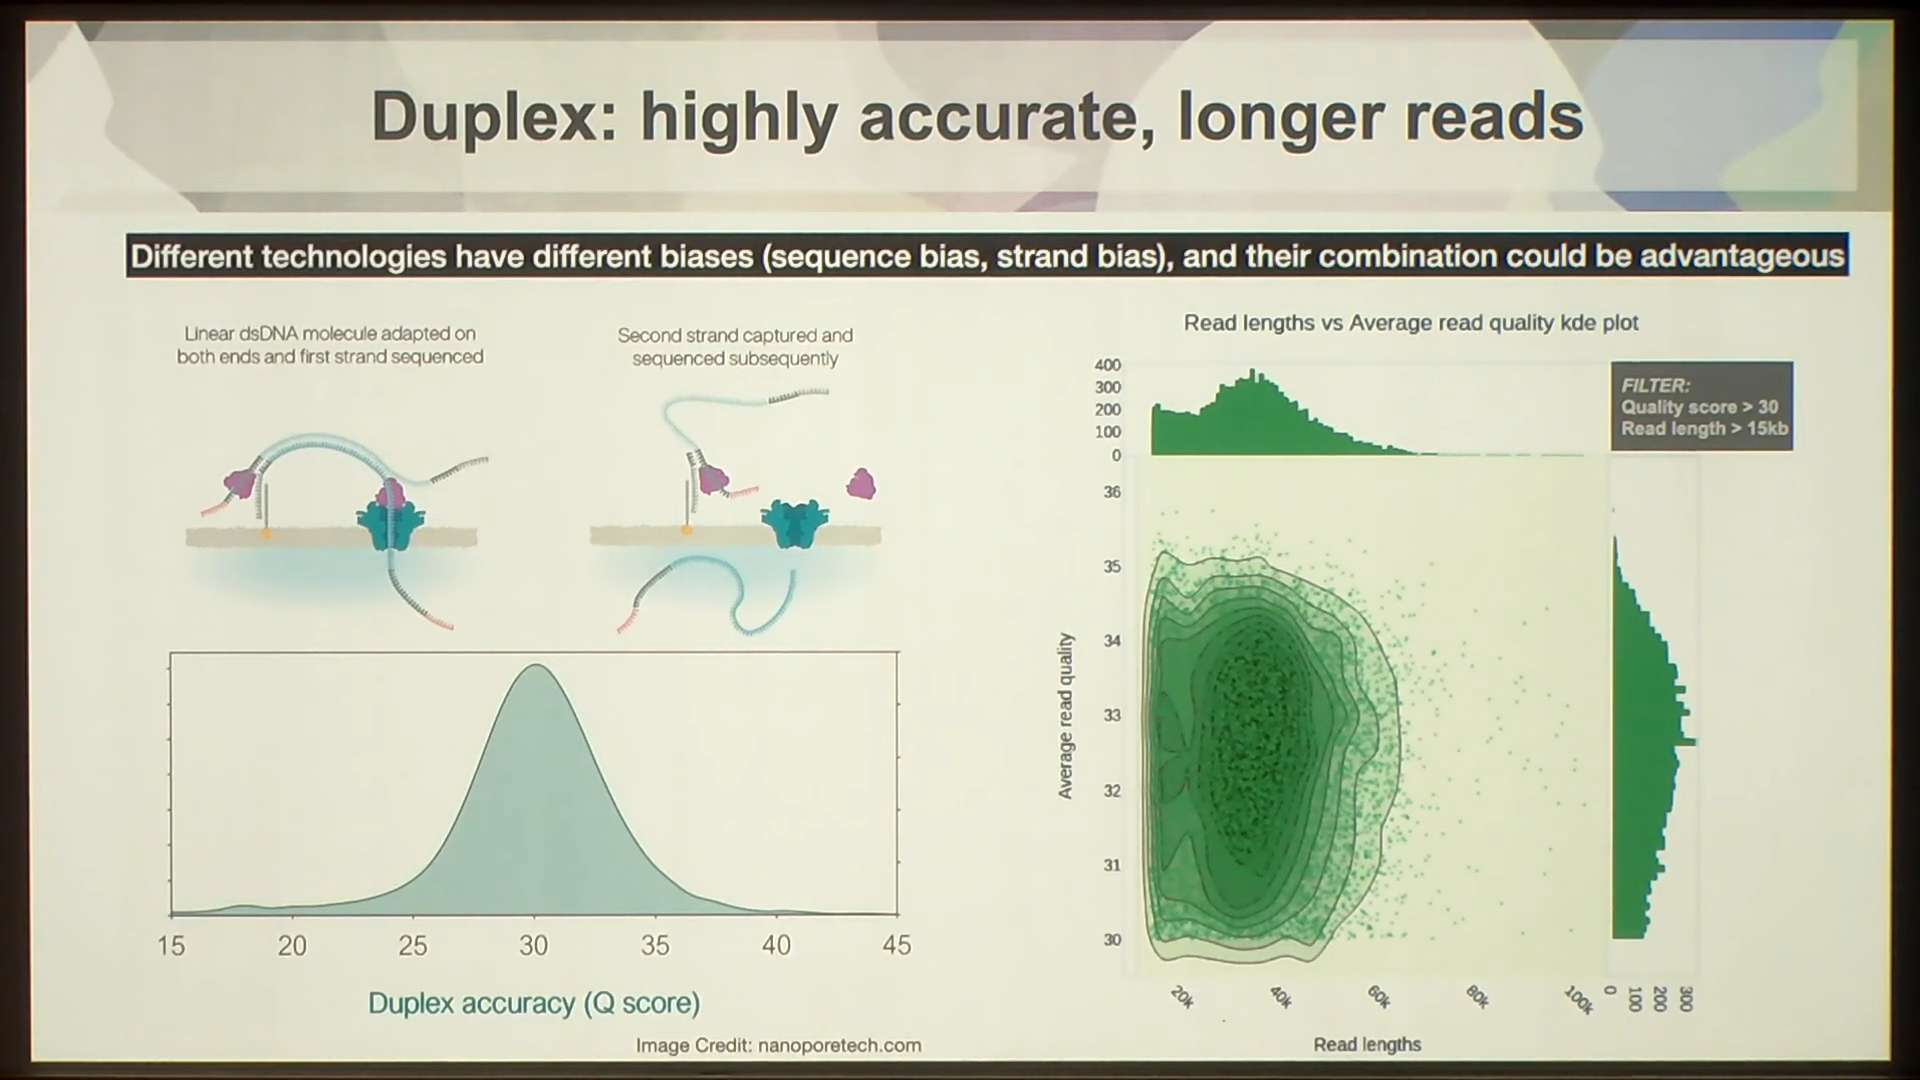 Duplex: highly accurate, longer reads
Different technologies have different biases (sequence bias, strand bias), and their combination could be advantageous
Linear dsDNA molecule adapted on
both ends and first strand sequenced
Second strand captured and
sequenced subsequently
15 20 25 30 35 40 45
Duplex accuracy (Q score)
Image Credit: nanoporetech.com
Read lengths vs Average read quality kde plot
400
300
200
100
0
FILTER:
Quality score > 30
Read length > 15kb
36
35
34
33
32
31
30
Average read quality
20k 40k 60k 80k 100k
0 100 200 300
Read lengths